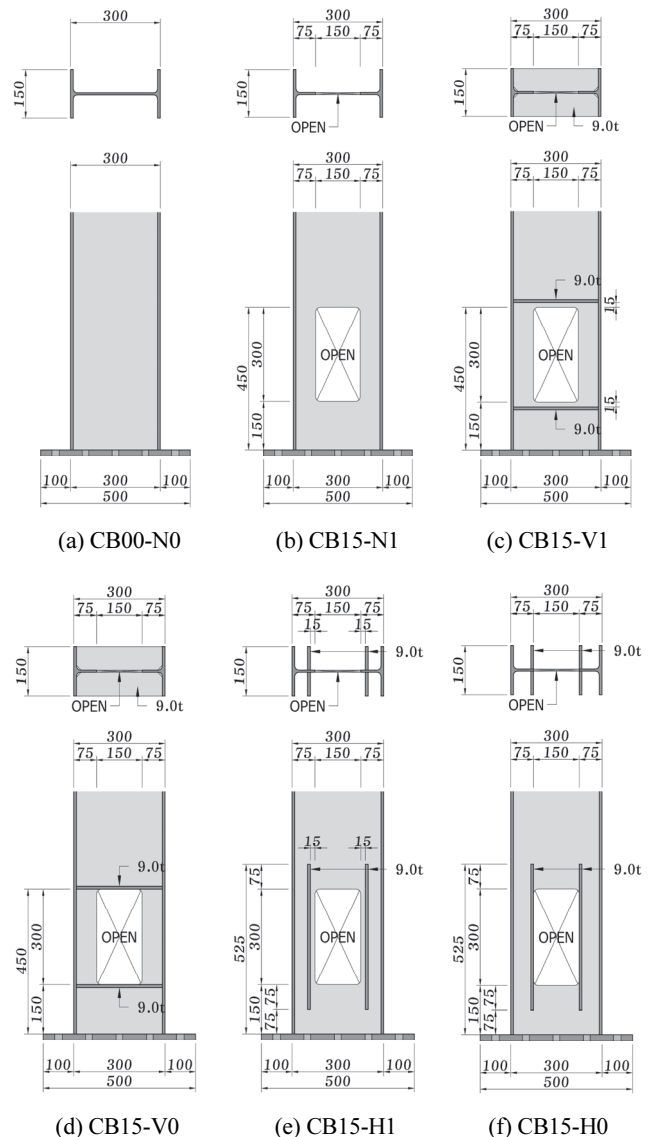 300
150
300
100 300 100
500
(a) CB00-N0
300
75 150 75
150
OPEN
300
75 150 75
450
300
150
OPEN
100 300 100
500
(b) CB15-N1
300
75 150 75
150
OPEN
9.0t
300
75 150 75
9.0t
15
450
300
150
OPEN
15
9.0t
100 300 100
500
(c) CB15-V1
300
75 150 75
150
OPEN
9.0t
300
75 150 75
9.0t
450
300
150
OPEN
9.0t
100 300 100
500
(d) CB15-V0
300
75 150 75
15 15
9.0t
150
OPEN
300
75 150 75
15 15
9.0t
75
525
300
OPEN
150
75
75
100 300 100
500
(e) CB15-H1
300
75 150 75
9.0t
150
OPEN
300
75 150 75
9.0t
75
525
300
OPEN
150
75
75
100 300 100
500
(f) CB15-H0